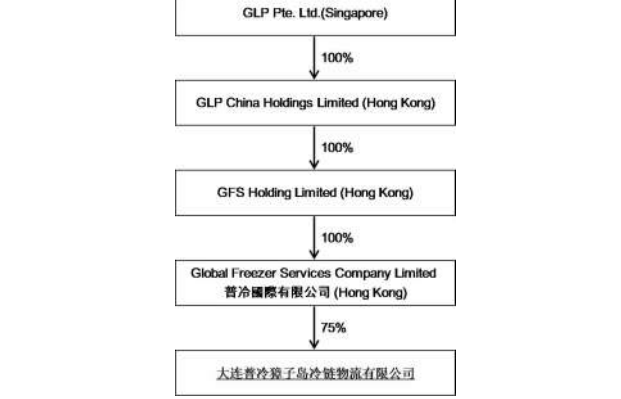 GLP Pte. Ltd.(Singapore)
100%
GLP China Holdings Limited (Hong Kong)
100%
GFS Holding Limited (Hong Kong)
100%
Global Freezer Services Company Limited
普冷國際有限公司 (Hong Kong)
75%
大连普冷獐子岛冷链物流有限公司